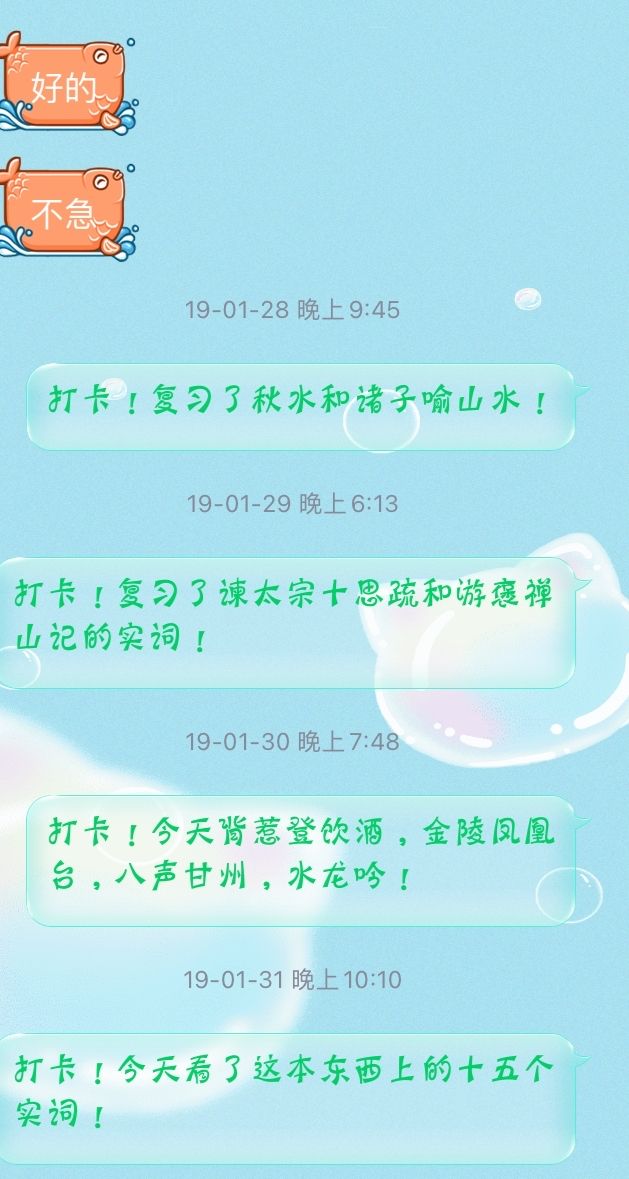 好的
不急
19-01-28 晚上9:45
打卡！复习了秋水和诸子喻山水！
19-01-29 晚上6:13
打卡！复习了谏太宗十思疏和游褒禅
山记的实词！
19-01-30 晚上7:48
打卡！今天背惹登饮酒，金陵凤凰
台，八声甘州，水龙吟！
19-01-31 晚上10:10
打卡！今天看了这本东西上的十五个
实词！